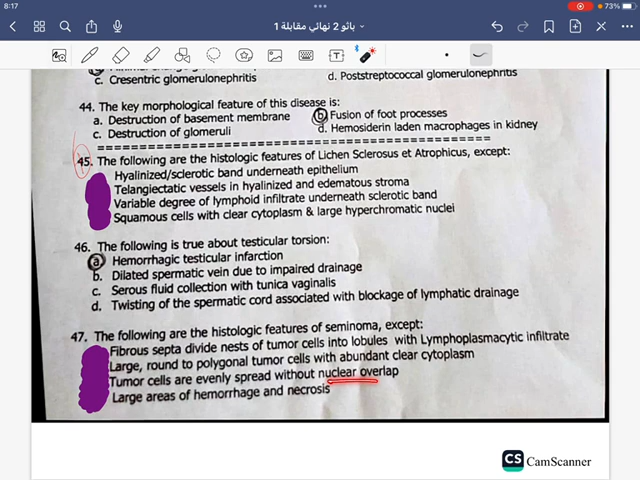 8:17
73%
باثو 2 نهائي مقابلة 1
c. Cresentric glomerulonephritis d. Poststreptococcal glomerulonephritis
44. The key morphological feature of this disease is:
a. Destruction of basement membrane b. Fusion of foot processes
c. Destruction of glomeruli d. Hemosiderin laden macrophages in kidney
45. The following are the histologic features of Lichen Sclerosus et Atrophicus, except:
Hyalinized/sclerotic band underneath epithelium
Telangiectatic vessels in hyalinized and edematous stroma
Variable degree of lymphoid infiltrate underneath sclerotic band
Squamous cells with clear cytoplasm & large hyperchromatic nuclei
46. The following is true about testicular torsion:
a. Hemorrhagic testicular infarction
b. Dilated spermatic vein due to impaired drainage
c. Serous fluid collection with tunica vaginalis
d. Twisting of the spermatic cord associated with blockage of lymphatic drainage
47. The following are the histologic features of seminoma, except:
Fibrous septa divide nests of tumor cells into lobules with Lymphoplasmacytic infiltrate
Large, round to polygonal tumor cells with abundant clear cytoplasm
Tumor cells are evenly spread without nuclear overlap
Large areas of hemorrhage and necrosis
CS CamScanner